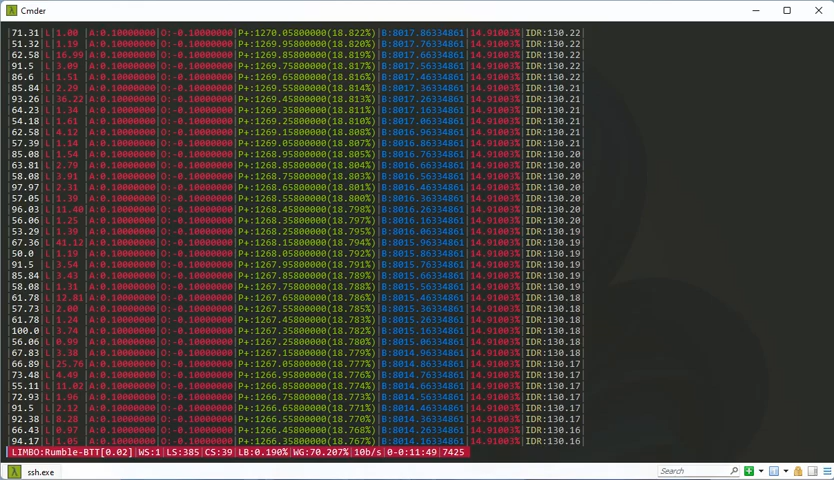 Cmder
|71.31|L|1.00 |A:0.10000000|O:-0.10000000|P+:1270.05800000(18.822%)|B:8017.86334861|14.91003%|IDR:130.22|
|51.32|L|1.19 |A:0.10000000|O:-0.10000000|P+:1269.95800000(18.820%)|B:8017.76334861|14.91003%|IDR:130.22|
|62.58|L|16.99|A:0.10000000|O:-0.10000000|P+:1269.85800000(18.819%)|B:8017.66334861|14.91003%|IDR:130.22|
|91.5 |L|3.09 |A:0.10000000|O:-0.10000000|P+:1269.75800000(18.817%)|B:8017.56334861|14.91003%|IDR:130.22|
|86.6 |L|1.51 |A:0.10000000|O:-0.10000000|P+:1269.65800000(18.816%)|B:8017.46334861|14.91003%|IDR:130.22|
|85.84|L|2.29 |A:0.10000000|O:-0.10000000|P+:1269.55800000(18.814%)|B:8017.36334861|14.91003%|IDR:130.21|
|93.26|L|36.22|A:0.10000000|O:-0.10000000|P+:1269.45800000(18.813%)|B:8017.26334861|14.91003%|IDR:130.21|
|64.23|L|1.34 |A:0.10000000|O:-0.10000000|P+:1269.35800000(18.811%)|B:8017.16334861|14.91003%|IDR:130.21|
|54.18|L|1.61 |A:0.10000000|O:-0.10000000|P+:1269.25800000(18.810%)|B:8017.06334861|14.91003%|IDR:130.21|
|62.58|L|4.12 |A:0.10000000|O:-0.10000000|P+:1269.15800000(18.808%)|B:8016.96334861|14.91003%|IDR:130.21|
|57.39|L|1.14 |A:0.10000000|O:-0.10000000|P+:1269.05800000(18.807%)|B:8016.86334861|14.91003%|IDR:130.21|
|85.08|L|1.54 |A:0.10000000|O:-0.10000000|P+:1268.95800000(18.805%)|B:8016.76334861|14.91003%|IDR:130.20|
|63.81|L|2.79 |A:0.10000000|O:-0.10000000|P+:1268.85800000(18.804%)|B:8016.66334861|14.91003%|IDR:130.20|
|58.08|L|3.91 |A:0.10000000|O:-0.10000000|P+:1268.75800000(18.803%)|B:8016.56334861|14.91003%|IDR:130.20|
|97.97|L|2.31 |A:0.10000000|O:-0.10000000|P+:1268.65800000(18.801%)|B:8016.46334861|14.91003%|IDR:130.20|
|57.05|L|1.39 |A:0.10000000|O:-0.10000000|P+:1268.55800000(18.800%)|B:8016.36334861|14.91003%|IDR:130.20|
|96.03|L|11.40|A:0.10000000|O:-0.10000000|P+:1268.45800000(18.798%)|B:8016.26334861|14.91003%|IDR:130.20|
|56.06|L|1.25 |A:0.10000000|O:-0.10000000|P+:1268.35800000(18.797%)|B:8016.16334861|14.91003%|IDR:130.20|
|53.29|L|1.39 |A:0.10000000|O:-0.10000000|P+:1268.25800000(18.795%)|B:8016.06334861|14.91003%|IDR:130.19|
|67.36|L|41.12|A:0.10000000|O:-0.10000000|P+:1268.15800000(18.794%)|B:8015.96334861|14.91003%|IDR:130.19|
|50.0 |L|1.19 |A:0.10000000|O:-0.10000000|P+:1268.05800000(18.792%)|B:8015.86334861|14.91003%|IDR:130.19|
|91.5 |L|3.54 |A:0.10000000|O:-0.10000000|P+:1267.95800000(18.791%)|B:8015.76334861|14.91003%|IDR:130.19|
|85.84|L|3.43 |A:0.10000000|O:-0.10000000|P+:1267.85800000(18.789%)|B:8015.66334861|14.91003%|IDR:130.19|
|58.08|L|1.31 |A:0.10000000|O:-0.10000000|P+:1267.75800000(18.788%)|B:8015.56334861|14.91003%|IDR:130.19|
|61.78|L|12.81|A:0.10000000|O:-0.10000000|P+:1267.65800000(18.786%)|B:8015.46334861|14.91003%|IDR:130.18|
|57.73|L|2.00 |A:0.10000000|O:-0.10000000|P+:1267.55800000(18.785%)|B:8015.36334861|14.91003%|IDR:130.18|
|61.78|L|1.24 |A:0.10000000|O:-0.10000000|P+:1267.45800000(18.783%)|B:8015.26334861|14.91003%|IDR:130.18|
|100.0|L|3.74 |A:0.10000000|O:-0.10000000|P+:1267.35800000(18.782%)|B:8015.16334861|14.91003%|IDR:130.18|
|56.06|L|0.99 |A:0.10000000|O:-0.10000000|P+:1267.25800000(18.780%)|B:8015.06334861|14.91003%|IDR:130.18|
|67.83|L|3.38 |A:0.10000000|O:-0.10000000|P+:1267.15800000(18.779%)|B:8014.96334861|14.91003%|IDR:130.18|
|66.89|L|25.76|A:0.10000000|O:-0.10000000|P+:1267.05800000(18.777%)|B:8014.86334861|14.91003%|IDR:130.17|
|73.48|L|4.49 |A:0.10000000|O:-0.10000000|P+:1266.95800000(18.776%)|B:8014.76334861|14.91003%|IDR:130.17|
|55.11|L|11.02|A:0.10000000|O:-0.10000000|P+:1266.85800000(18.774%)|B:8014.66334861|14.91003%|IDR:130.17|
|72.93|L|1.96 |A:0.10000000|O:-0.10000000|P+:1266.75800000(18.773%)|B:8014.56334861|14.91003%|IDR:130.17|
|91.5 |L|2.12 |A:0.10000000|O:-0.10000000|P+:1266.65800000(18.771%)|B:8014.46334861|14.91003%|IDR:130.17|
|92.38|L|8.28 |A:0.10000000|O:-0.10000000|P+:1266.55800000(18.770%)|B:8014.36334861|14.91003%|IDR:130.17|
|66.43|L|0.97 |A:0.10000000|O:-0.10000000|P+:1266.45800000(18.768%)|B:8014.26334861|14.91003%|IDR:130.17|
|94.17|L|1.05 |A:0.10000000|O:-0.10000000|P+:1266.35800000(18.767%)|B:8014.16334861|14.91003%|IDR:130.16|
LIMBO:Rumble-BTT[0.02]|WS:1|LS:385|CS:39|LB:0.190%|WG:70.207%|10b/s|0-0:11:49|7425
ssh.exe
Search